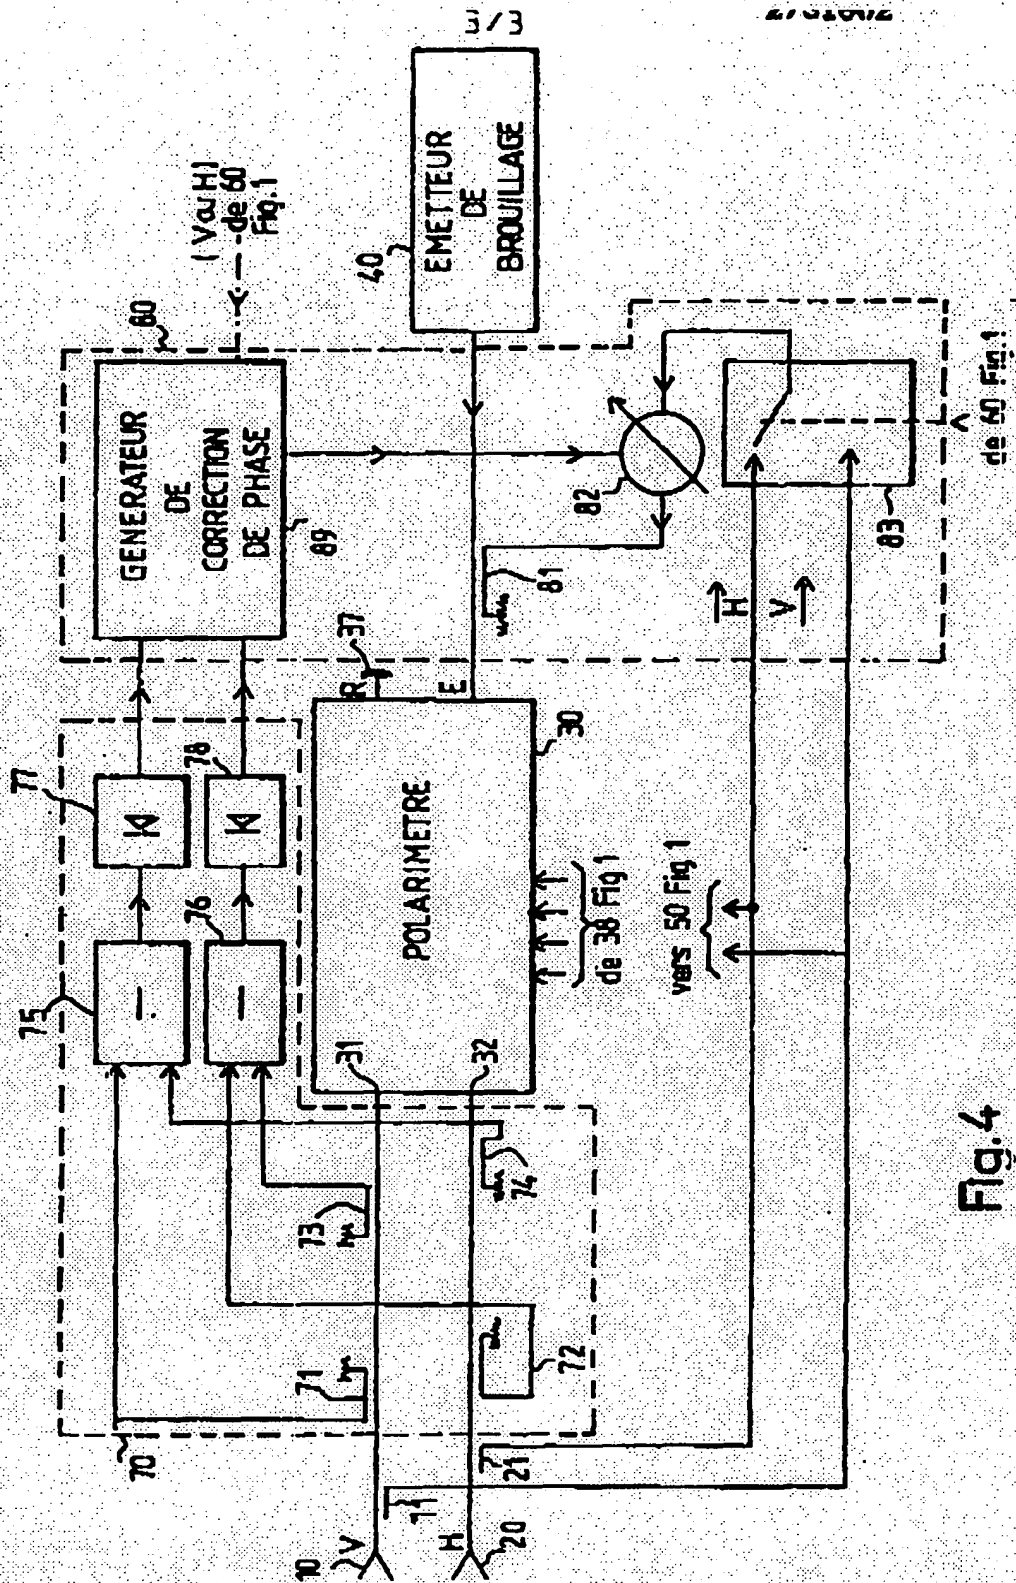 3/3
77
75
K
78
K
76
—
—
GENERATEUR
DE
CORRECTION
DE PHASE
89
80
( V ou H )
de 60
Fig.1
40
EMETTEUR
DE
BROUILLAGE
R
37
E
POLARIMETRE
30
31
32
de 38 Fig 1
vers 50 Fig 1
81
82
83
H
V
de 60 Fig.1
70
71
72
73
74
10
V
11
H
20
21
Fig.4